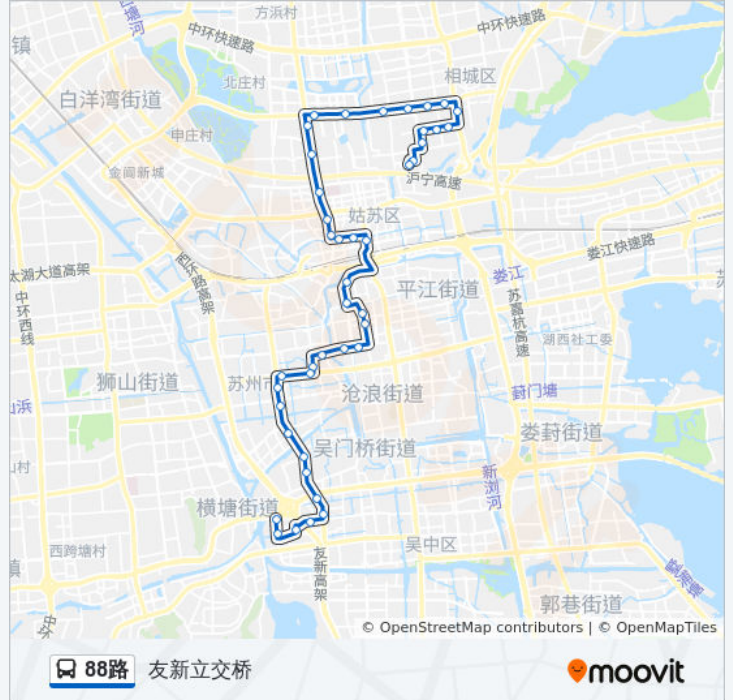 方浜村
中环快速路
中环快速路
镇
相城区
北庄村
白洋湾街道
申庄村
金阊新城
沪宁高速
姑苏区
娄江快速路
太湖大道高架
西环路高架
娄江
平江街道
中环西线
苏嘉杭高速
湖西社工委
狮山街道
苏州市
沧浪街道
葑门塘
娄葑街道
吴门桥街道
新浏河
横塘街道
西跨塘村
吴中区
友新高架
郭巷街道
© OpenStreetMap contributors | © OpenMapTiles
88路 友新立交桥 moovit